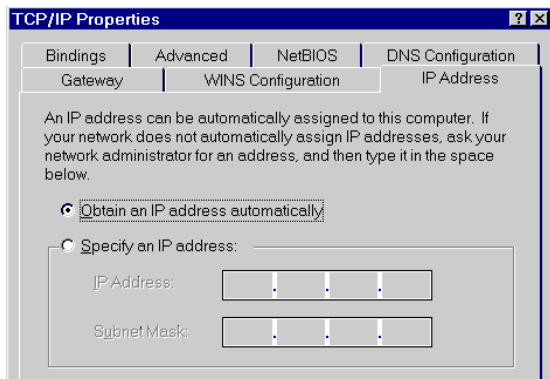 TCP/IP Properties
Bindings Advanced NetBIOS DNS Configuration
Gateway WINS Configuration IP Address
An IP address can be automatically assigned to this computer. If
your network does not automatically assign IP addresses, ask your
network administrator for an address, and then type it in the space
below.
Obtain an IP address automatically
Specify an IP address:
IP Address:
Subnet Mask: